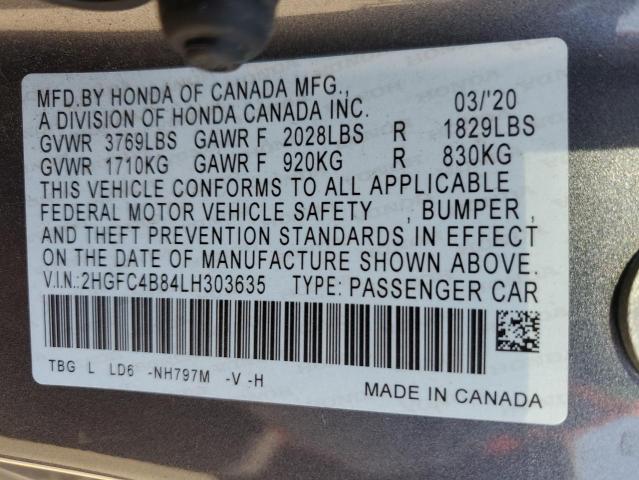 MFD.BY HONDA OF CANADA MFG., 03/'20
A DIVISION OF HONDA CANADA INC.
GVWR 3769LBS GAWR F 2028LBS R 1829LBS
GVWR 1710KG GAWR F 920KG R 830KG
THIS VEHICLE CONFORMS TO ALL APPLICABLE
FEDERAL MOTOR VEHICLE SAFETY , BUMPER ,
AND THEFT PREVENTION STANDARDS IN EFFECT
ON THE DATE OF MANUFACTURE SHOWN ABOVE.
V.I.N.:2HGFC4B84LH303635 TYPE: PASSENGER CAR
TBG L LD6 -NH797M -V -H
MADE IN CANADA